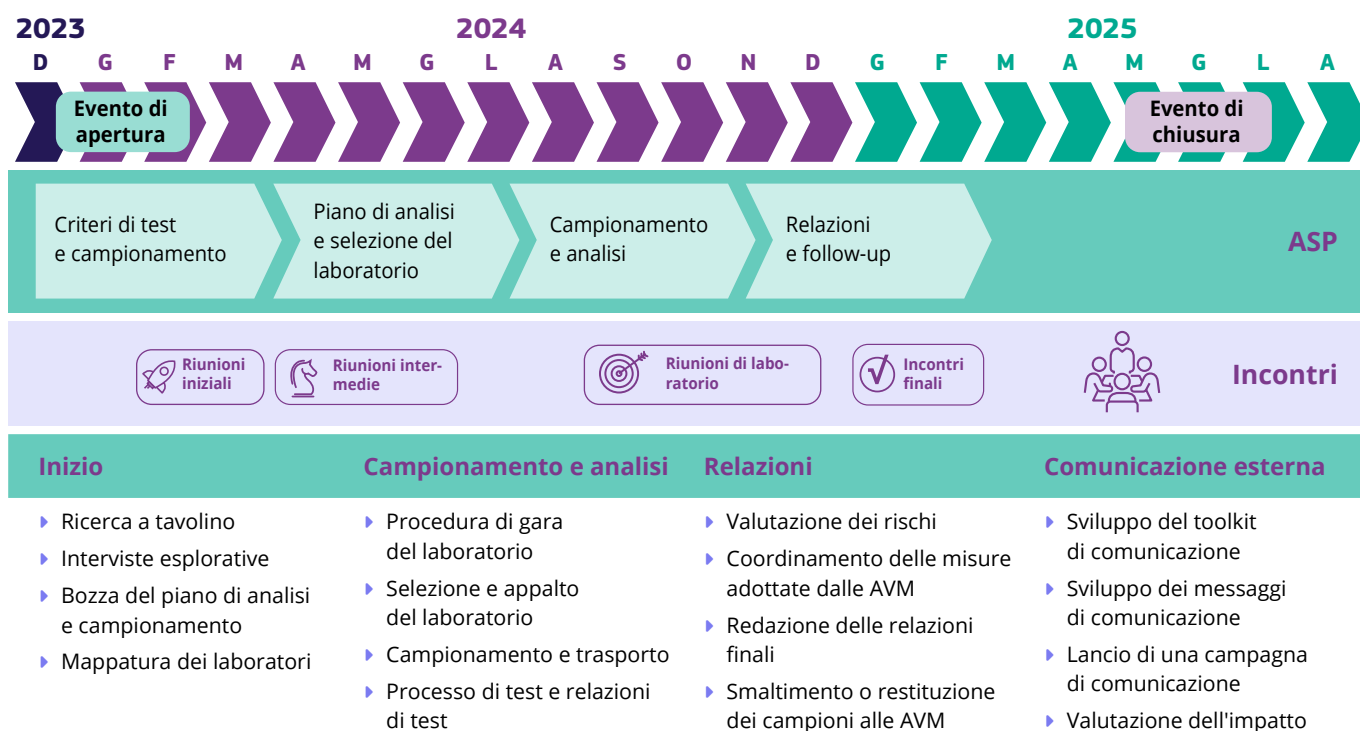 2023 2024 2025
D G F M A M G L A S O N D G F M A M G L A
Evento di
apertura
Evento di
chiusura
Criteri di test
e campionamento
Piano di analisi
e selezione del
laboratorio
Campionamento
e analisi
Relazioni
e follow-up
ASP
Riunioni
iniziali
Riunioni inter-
medie
Riunioni di labo-
ratorio
Incontri
finali
Incontri
Inizio
Ricerca a tavolino
Interviste esplorative
Bozza del piano di analisi
e campionamento
Mappatura dei laboratori
Campionamento e analisi
Procedura di gara
del laboratorio
Selezione e appalto
del laboratorio
Campionamento e trasporto
Processo di test e relazioni
di test
Relazioni
Valutazione dei rischi
Coordinamento delle misure
adottate dalle AVM
Redazione delle relazioni
finali
Smaltimento o restituzione
dei campioni alle AVM
Comunicazione esterna
Sviluppo del toolkit
di comunicazione
Sviluppo dei messaggi
di comunicazione
Lancio di una campagna
di comunicazione
Valutazione dell'impatto